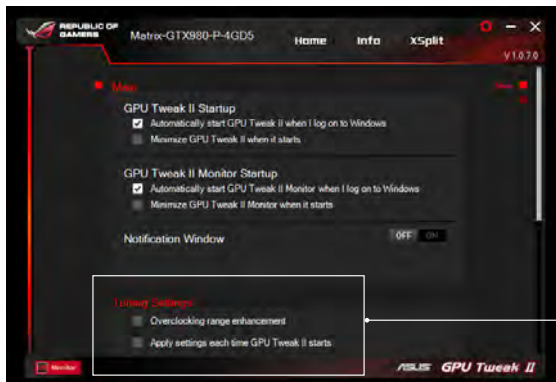 REPUBLIC OF
GAMERS
Matrix-GTX980-P-4GD5
Home Info XSplit
V 1.0.7.0
Main
GPU Tweak II Startup
Automatically start GPU Tweak II when I log on to Windows
Minimize GPU Tweak II when it starts
GPU Tweak II Monitor Startup
Automatically start GPU Tweak II Monitor when I log on to Windows
Minimize GPU Tweak II Monitor when it starts
Notification Window
OFF ON
Tuning Settings
Overclocking range enhancement
Apply settings each time GPU Tweak II starts
Monitor
ASUS GPU Tweak II